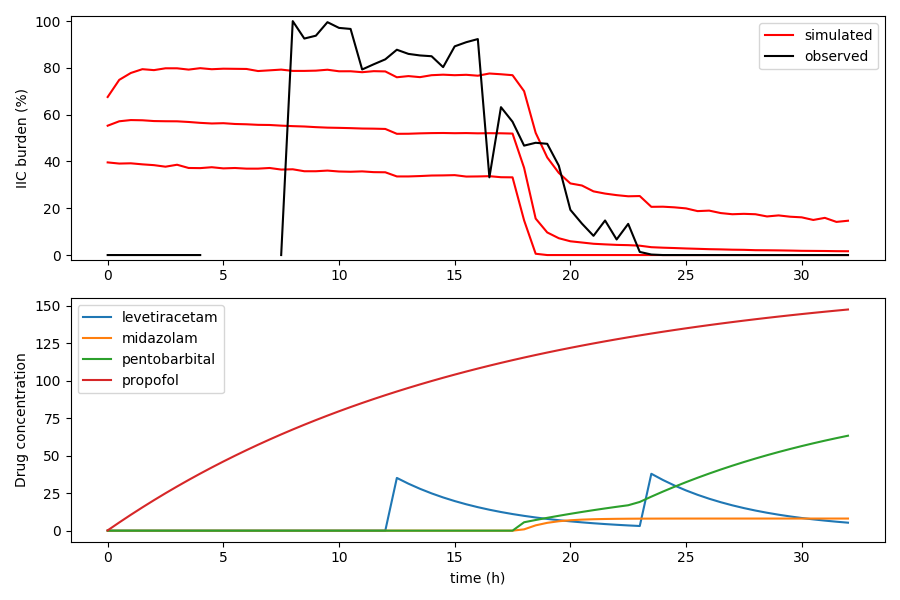 100
80
60
40
20
0
IIC burden (%)
simulated
observed
0 5 10 15 20 25 30
150
125
100
75
50
25
0
Drug concentration
levetiracetam
midazolam
pentobarbital
propofol
0 5 10 15 20 25 30
time (h)